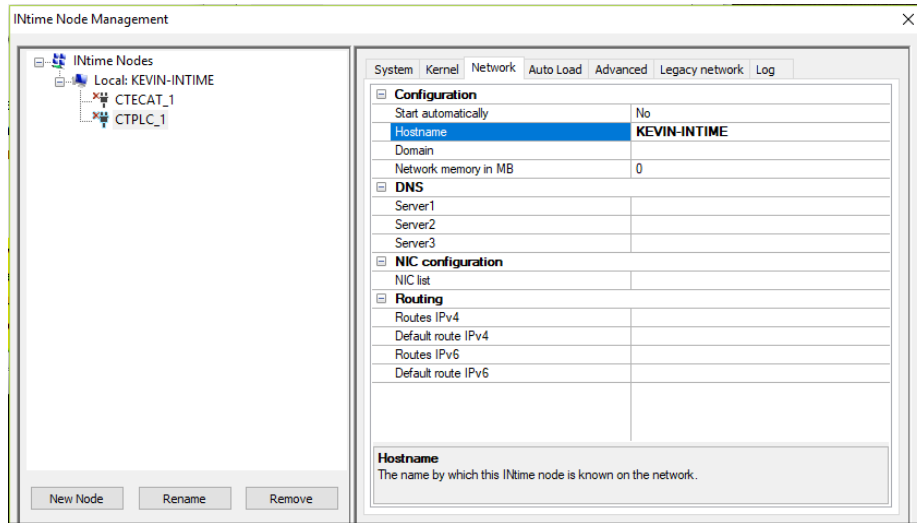 INtime Node Management
INtime Nodes
Local: KEVIN-INTIME
CTECAT_1
CTPLC_1
New Node Rename Remove
System Kernel Network Auto Load Advanced Legacy network Log
Configuration
Start automatically No
Hostname KEVIN-INTIME
Domain
Network memory in MB 0
DNS
Server1
Server2
Server3
NIC configuration
NIC list
Routing
Routes IPv4
Default route IPv4
Routes IPv6
Default route IPv6
Hostname
The name by which this INtime node is known on the network.